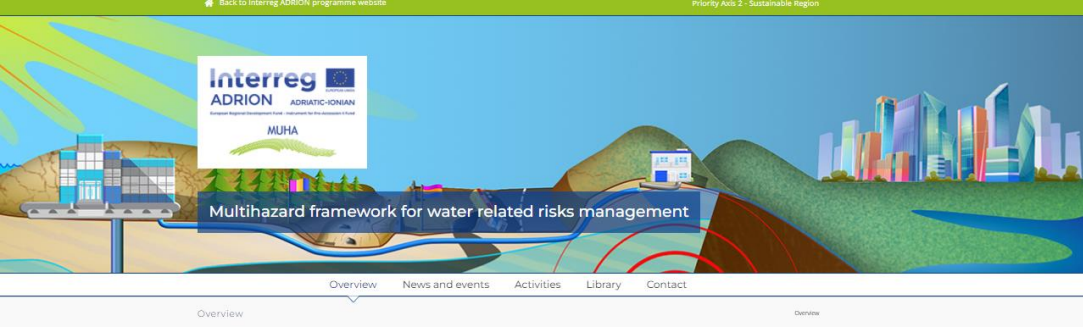 Back to Interreg ADRION programme website
Priority Axis 2 - Sustainable Region
Interreg
EUROPEAN UNION
ADRION ADRIATIC-IONIAN
European Regional Development Fund - Instrument for Pre-Accession II Fund
MUHA
Multihazard framework for water related risks management
Overview News and events Activities Library Contact
Overview
Overview